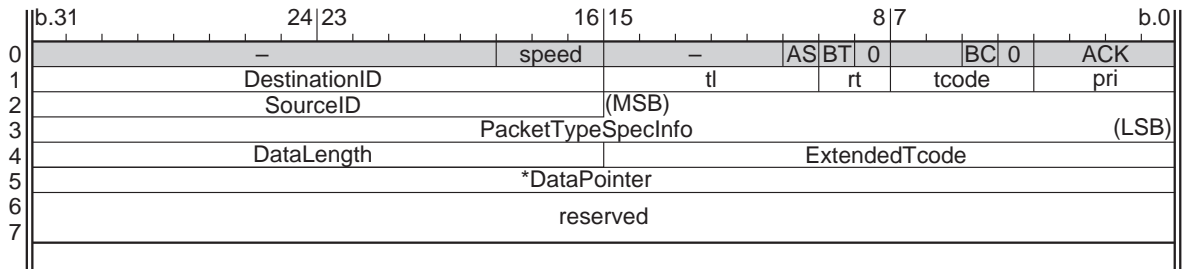 b.31 24 23 16 15 8 7 b.0
0 – speed – AS BT 0 BC 0 ACK
1 DestinationID tl rt tcode pri
2 SourceID (MSB)
3 PacketTypeSpecInfo (LSB)
4 DataLength ExtendedTcode
5 *DataPointer
6
reserved
7